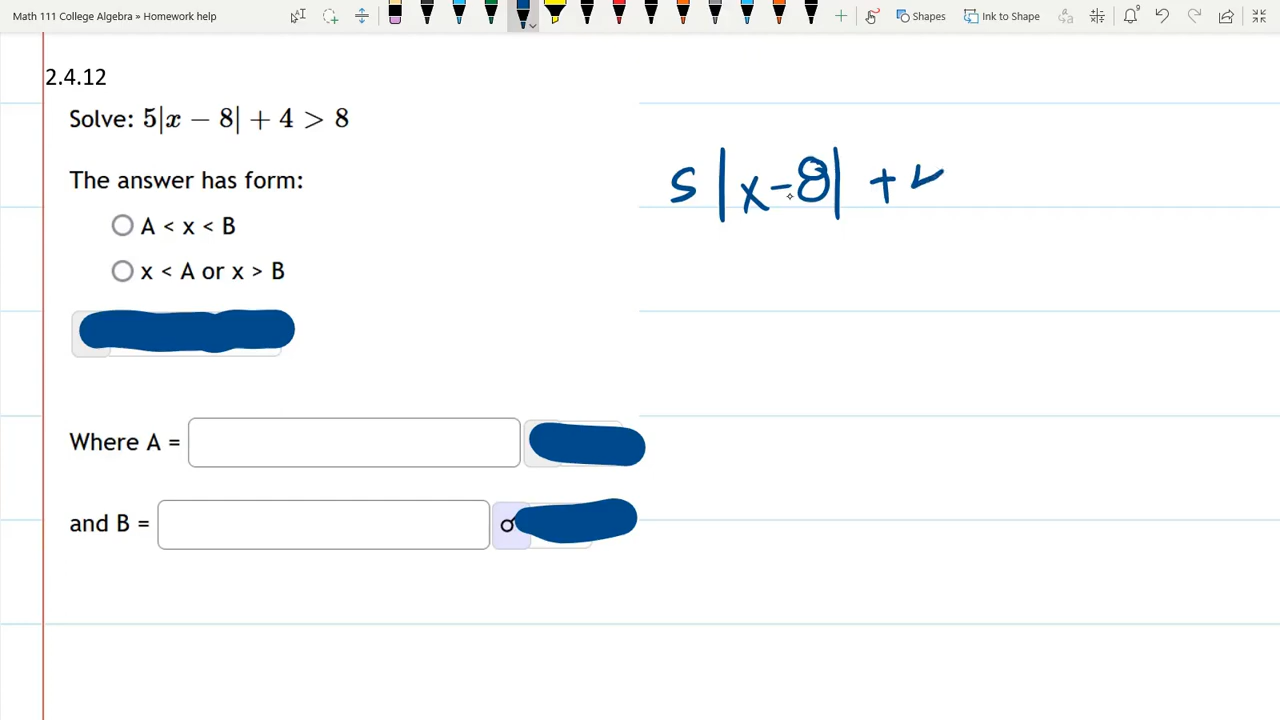 Math 111 College Algebra » Homework help
Shapes
Ink to Shape
2.4.12
Solve: 5|x − 8| + 4 > 8
5|x-8| +
The answer has form:
A < x < B
x < A or x > B
Where A =
and B =